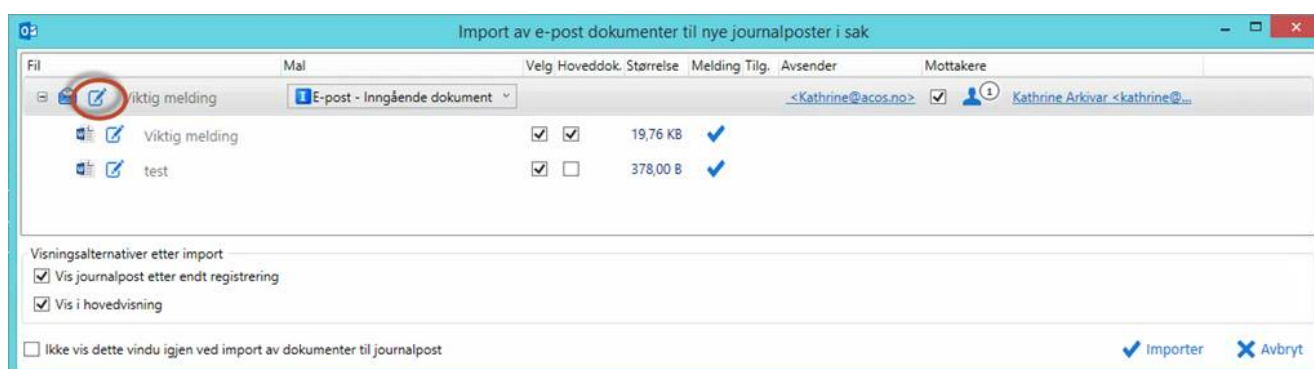 Import av e-post dokumenter til nye journalposter i sak
Fil Mal Velg Hoveddok. Størrelse Melding Tilg. Avsender Mottakere
Viktig melding E-post - Inngående dokument <Kathrine@acos.no> 1 Kathrine Arkivar <kathrine@...
Viktig melding 19,76 KB
test 378,00 B
Visningsalternativer etter import
Vis journalpost etter endt registrering
Vis i hovedvisning
Ikke vis dette vindu igjen ved import av dokumenter til journalpost Importer Avbryt